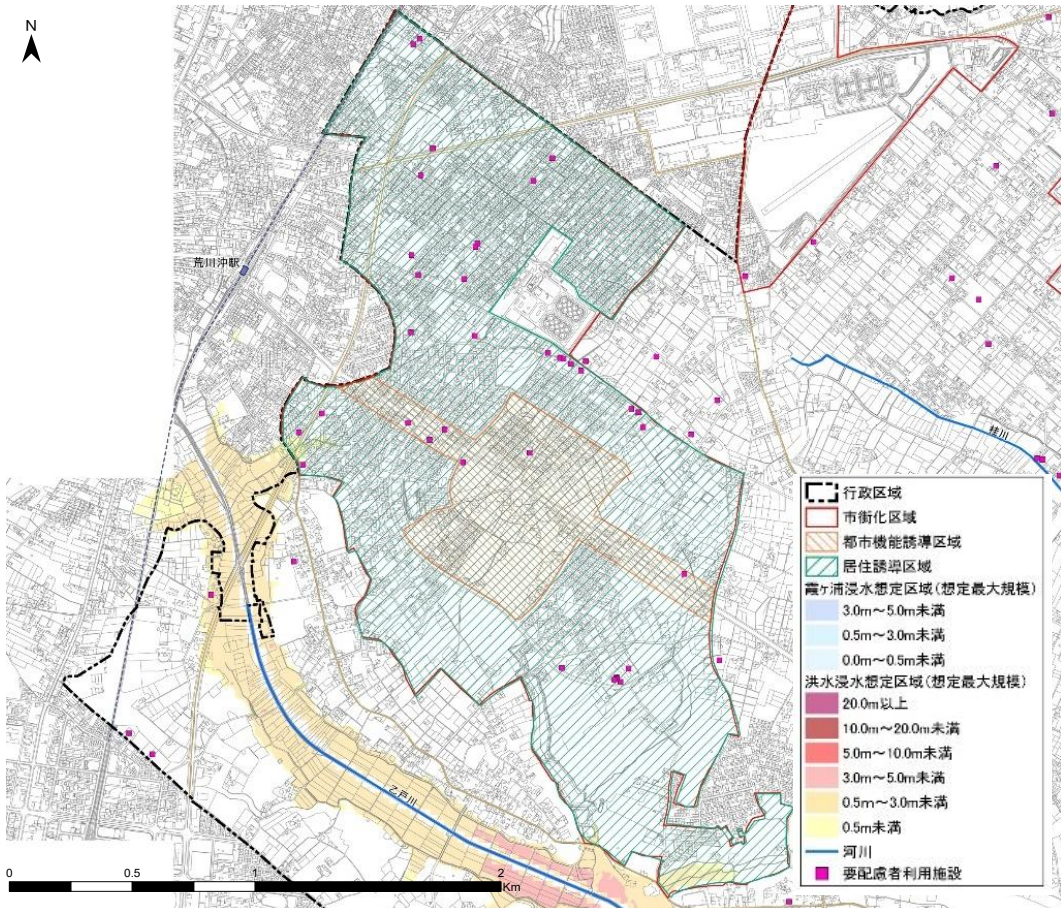 N
荒川沖駅
桂川
乙戸川
行政区域
市街化区域
都市機能誘導区域
居住誘導区域
霞ヶ浦浸水想定区域(想定最大規模)
3.0m～5.0m未満
0.5m～3.0m未満
0.0m～0.5m未満
洪水浸水想定区域(想定最大規模)
20.0m以上
10.0m～20.0m未満
5.0m～10.0m未満
3.0m～5.0m未満
0.5m～3.0m未満
0.5m未満
河川
要配慮者利用施設
0 0.5 1 2
Km